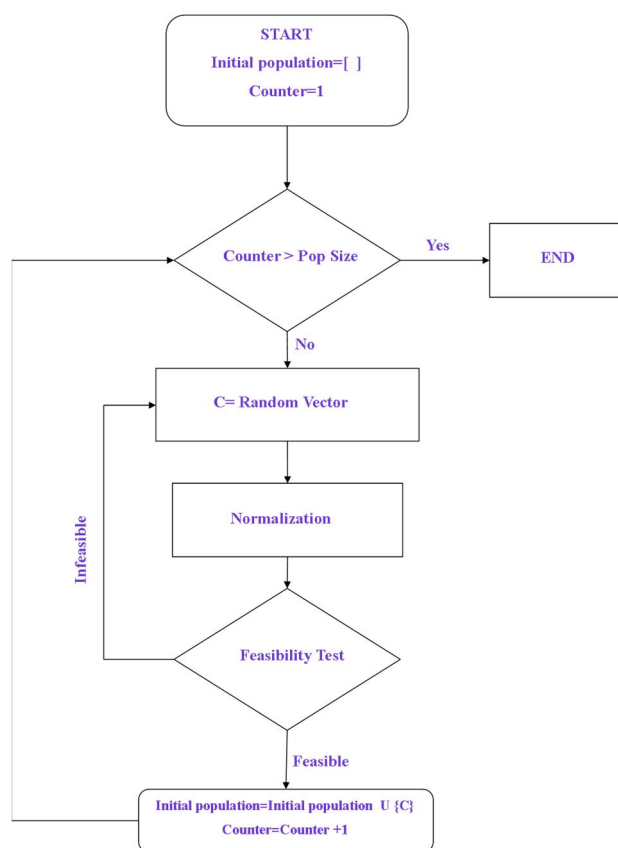 START
Initial population=[ ]
Counter=1
Counter > Pop Size
Yes
END
No
C= Random Vector
Normalization
Infeasible
Feasibility Test
Feasible
Initial population=Initial population U {C}
Counter=Counter +1